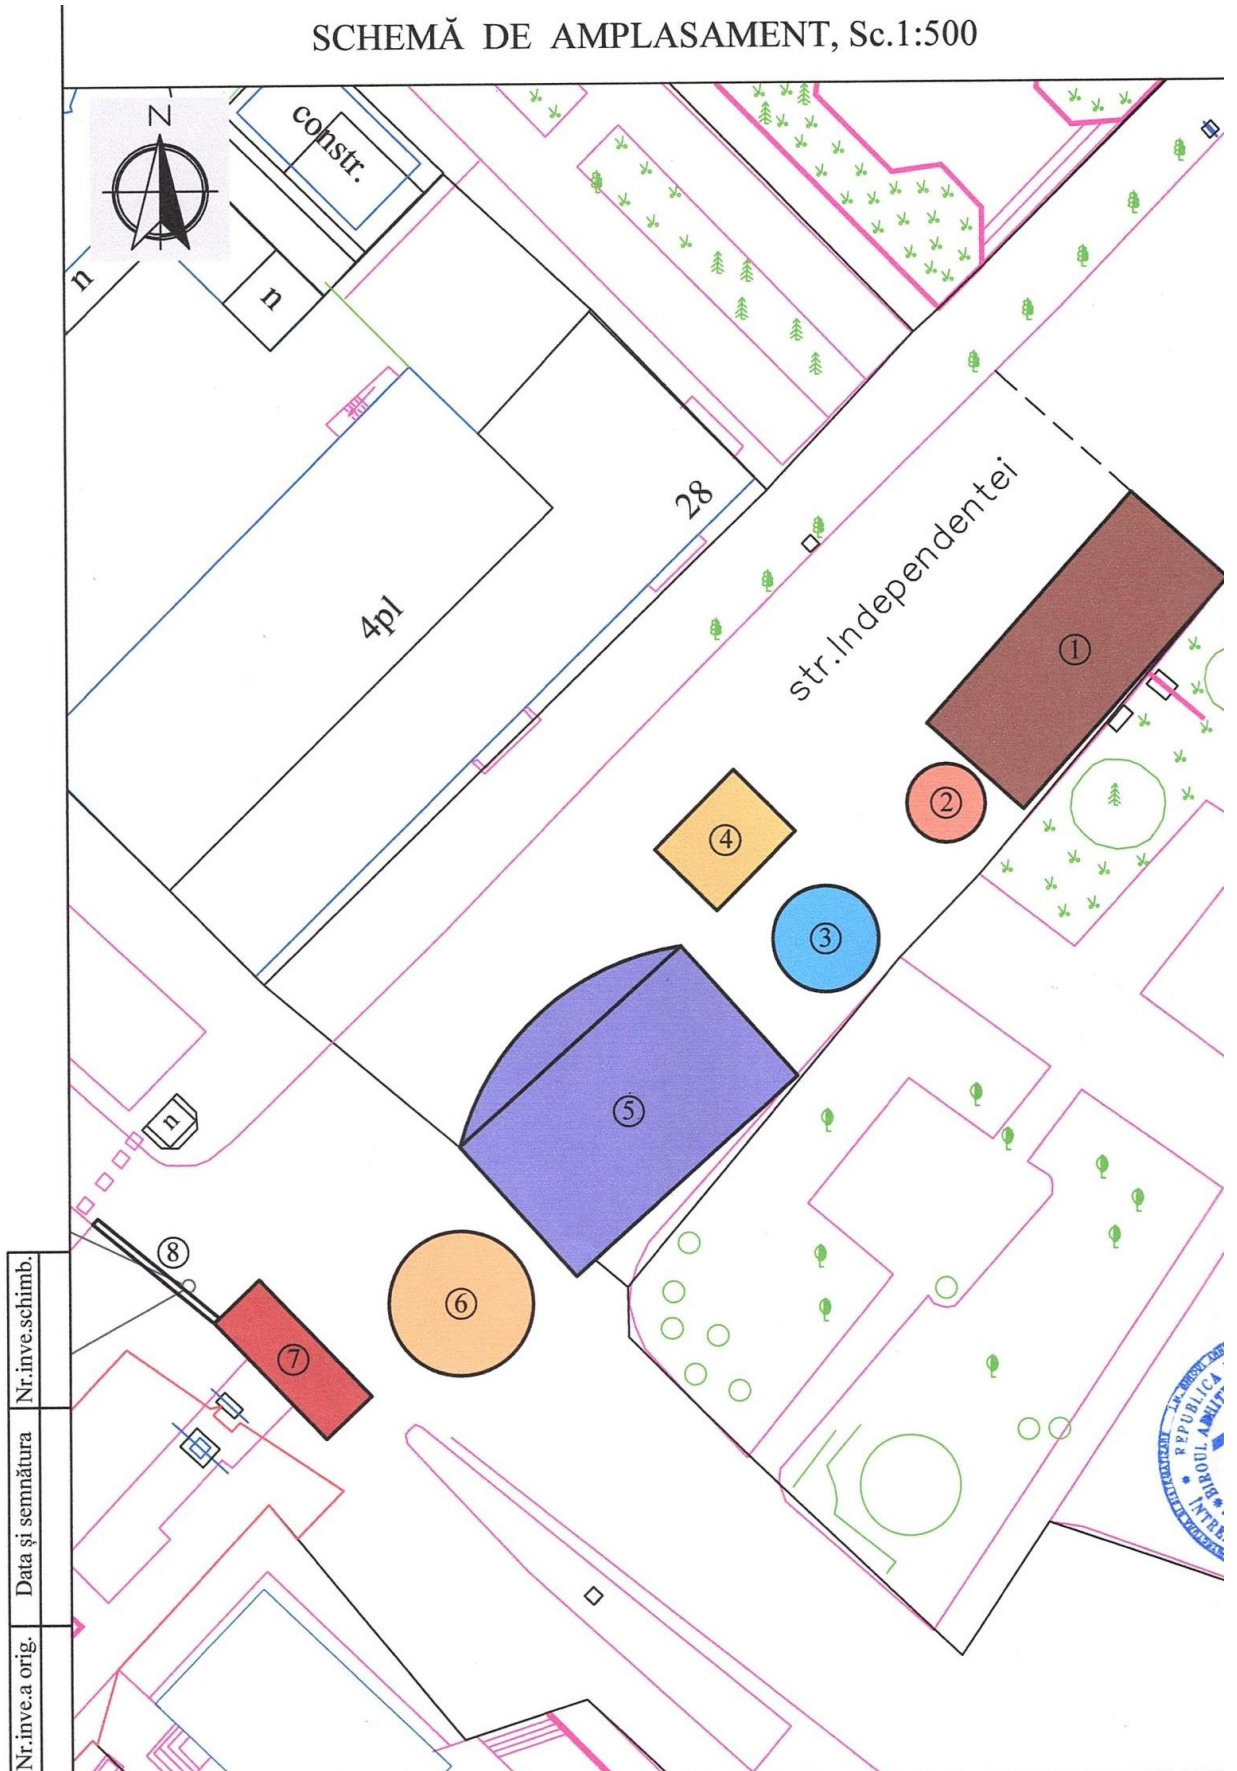 SCHEMĂ DE AMPLASAMENT, Sc.1:500
N
constr.
n
n
28
4pl
str.Independentei
①
②
④
③
⑤
n
⑧
⑥
⑦
Nr.inve.schimb.
Data și semnătura
Nr.inve.a orig.
REPUBLICA
BIROUL